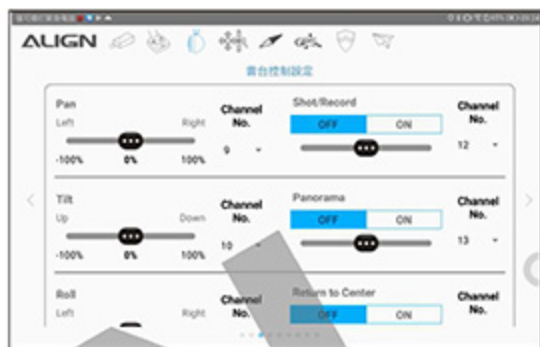 ALIGN
GPS
雲台控制設定
Pan
Left
Right
-100%
0%
100%
Channel
No.
9
Shot/Record
OFF
ON
Channel
No.
12
Tilt
Up
Down
-100%
0%
100%
Channel
No.
10
Panorama
OFF
ON
Channel
No.
13
Roll
Left
Right
Channel
No.
Return to Center
OFF
ON
Channel
No.